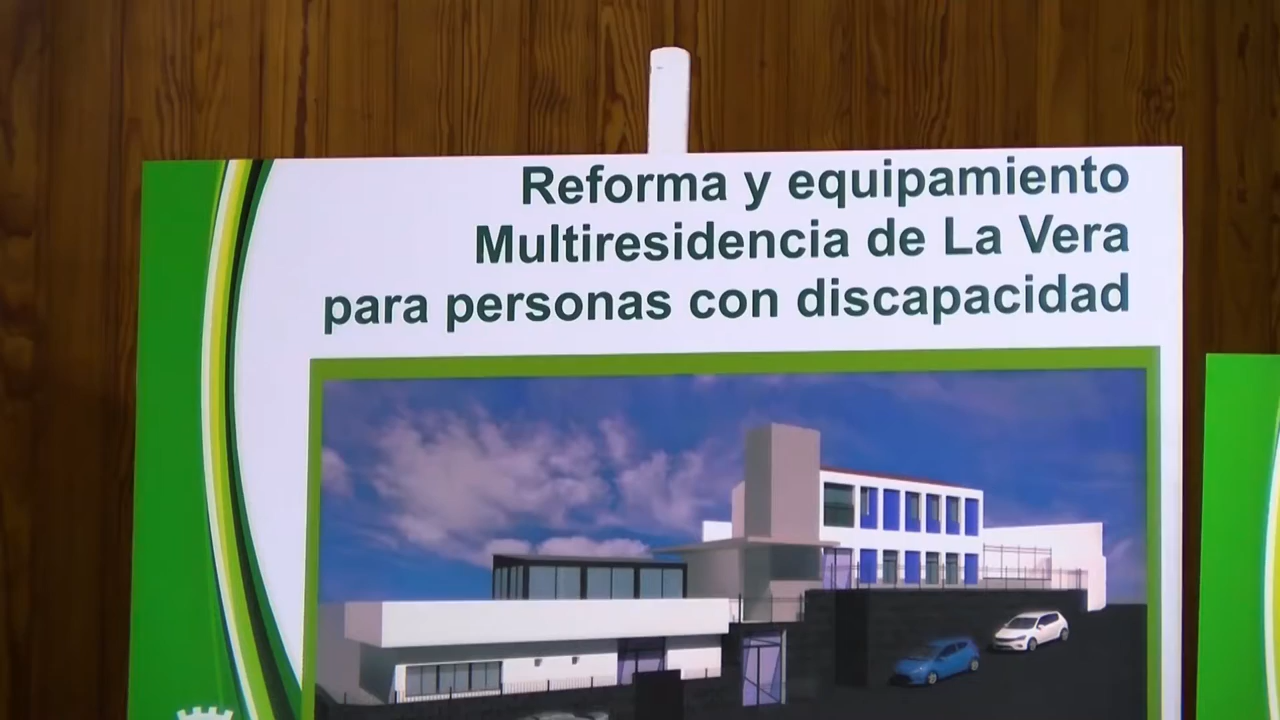 Reforma y equipamiento
Multiresidencia de La Vera
para personas con discapacidad